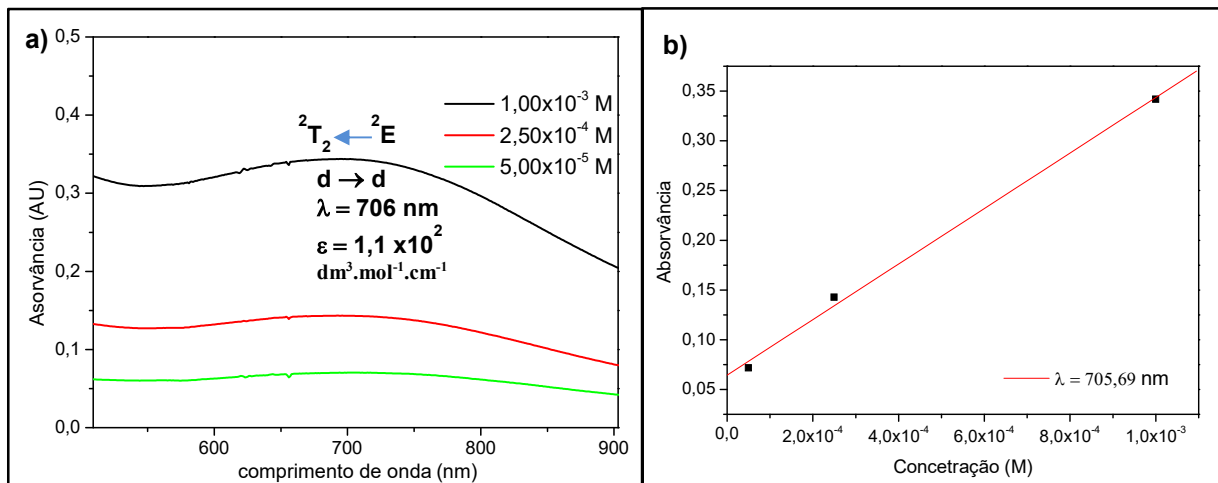 a)
Asorvância (AU)
0,5
0,4
0,3
0,2
0,1
0,0
1,00x10⁻³ M
2,50x10⁻⁴ M
5,00x10⁻⁵ M
²T₂ ← ²E
d → d
λ = 706 nm
ε = 1,1 x10²
dm³.mol⁻¹.cm⁻¹
600 700 800 900
comprimento de onda (nm)
b)
Absorvância
0,35
0,30
0,25
0,20
0,15
0,10
0,05
λ = 705,69 nm
0,0 2,0x10⁻⁴ 4,0x10⁻⁴ 6,0x10⁻⁴ 8,0x10⁻⁴ 1,0x10⁻³
Concetração (M)